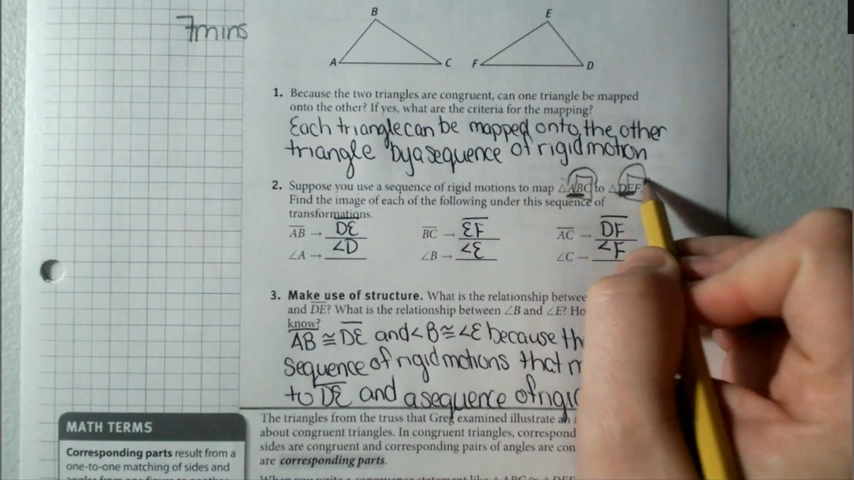 7mins
B
E
A
C
F
D
1. Because the two triangles are congruent, can one triangle be mapped
onto the other? If yes, what are the criteria for the mapping?
Each triangle can be mapped onto the other
triangle by a sequence of rigid motion
2. Suppose you use a sequence of rigid motions to map △ABC to △DEF.
Find the image of each of the following under this sequence of
transformations.
AB → DE BC → EF AC → DF
∠A → ∠D ∠B → ∠E ∠C → ∠F
3. Make use of structure. What is the relationship
and DE? What is the relationship between ∠B and ∠E?
know?
AB ≅ DE and ∠B ≅ ∠E because
sequence of rigid motions that
to DE and a sequence of
The triangles from the truss that Greg examined illustrate
about congruent triangles. In congruent triangles,
sides are congruent and corresponding pairs of angles are
are corresponding parts.
MATH TERMS
Corresponding parts result from a
one-to-one matching of sides and